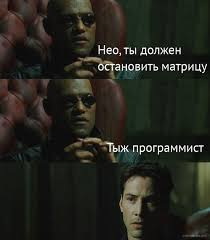 Нео, ты должен
остановить матрицу
Тыж программист